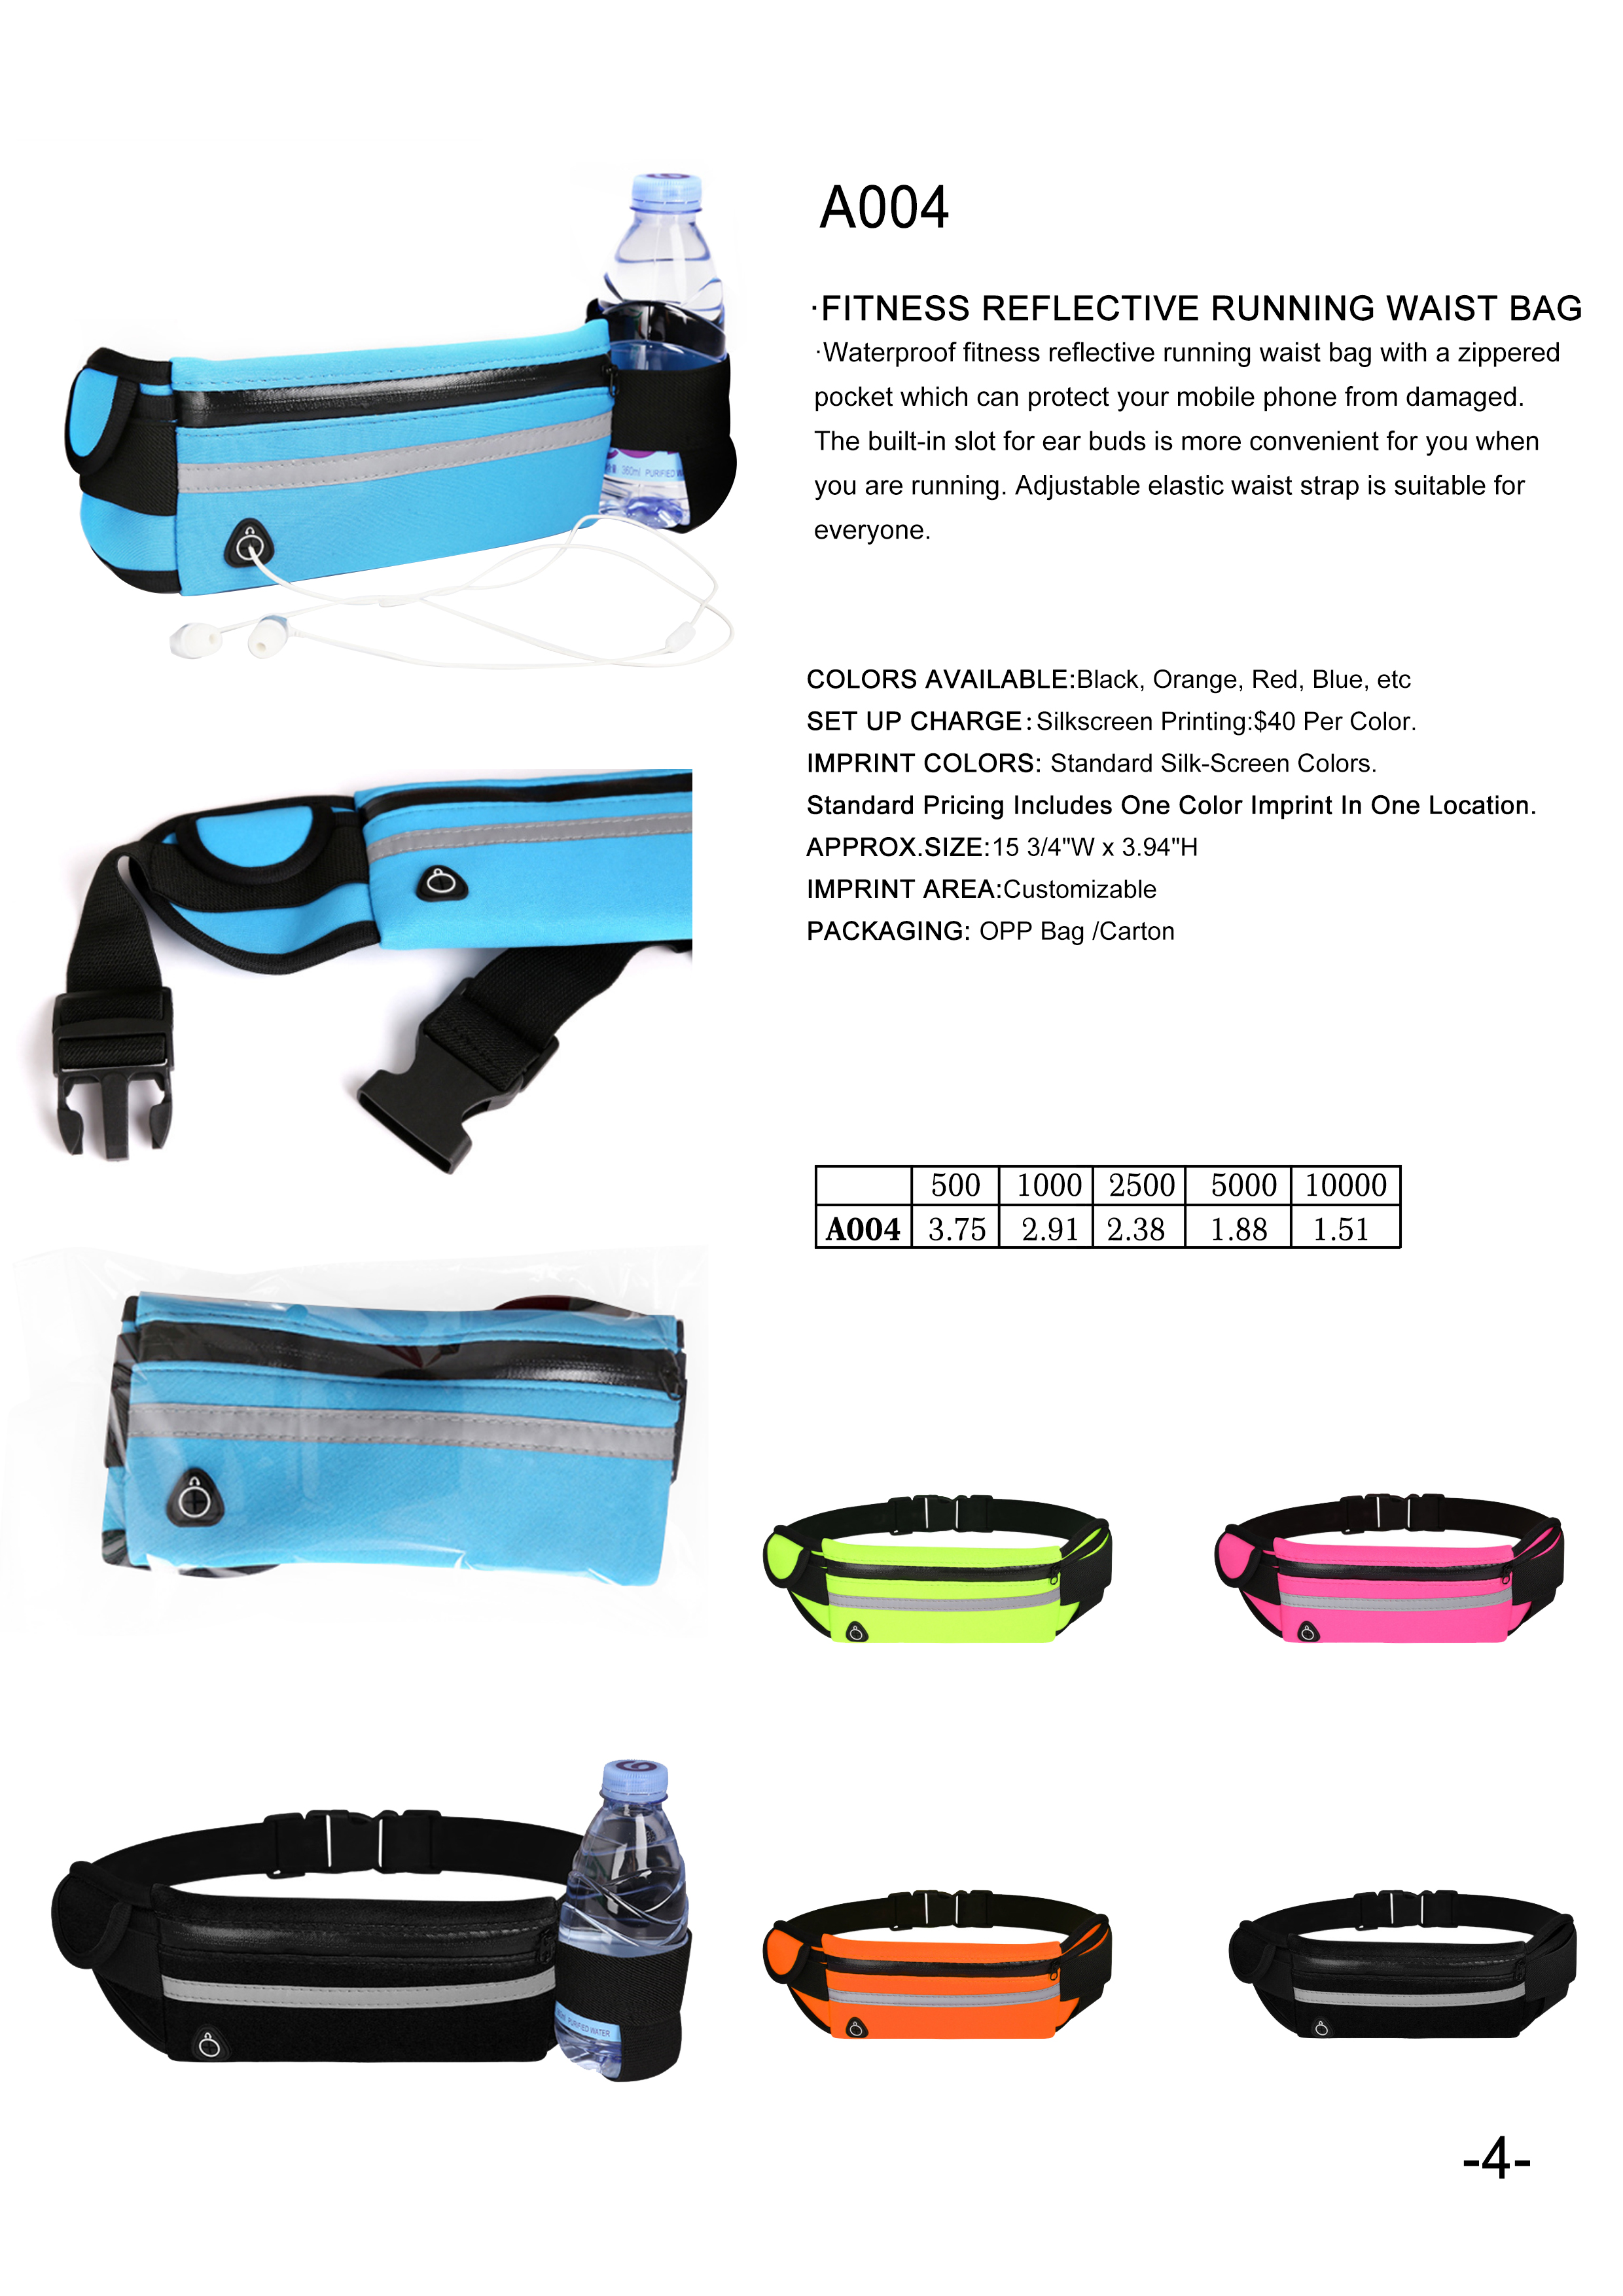 A004
·FITNESS REFLECTIVE RUNNING WAIST BAG
·Waterproof fitness reflective running waist bag with a zippered
pocket which can protect your mobile phone from damaged.
The built-in slot for ear buds is more convenient for you when
you are running. Adjustable elastic waist strap is suitable for
everyone.
360ml PURIFIED
COLORS AVAILABLE:Black, Orange, Red, Blue, etc
SET UP CHARGE:Silkscreen Printing:$40 Per Color.
IMPRINT COLORS: Standard Silk-Screen Colors.
Standard Pricing Includes One Color Imprint In One Location.
APPROX.SIZE:15 3/4"W x 3.94"H
IMPRINT AREA:Customizable
PACKAGING: OPP Bag /Carton
500 1000 2500 5000 10000
A004 3.75 2.91 2.38 1.88 1.51
PURIFIED WATER
-4-